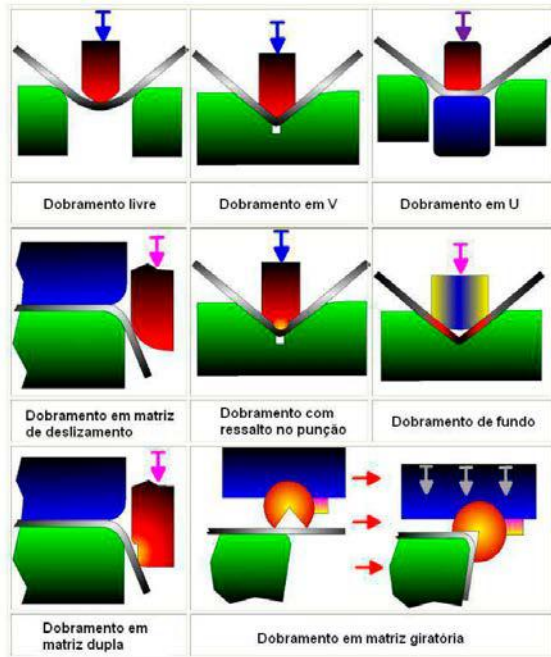 Dobramento livre
Dobramento em V
Dobramento em U
Dobramento em matriz
de deslizamento
Dobramento com
ressalto no punção
Dobramento de fundo
Dobramento em
matriz dupla
Dobramento em matriz giratória